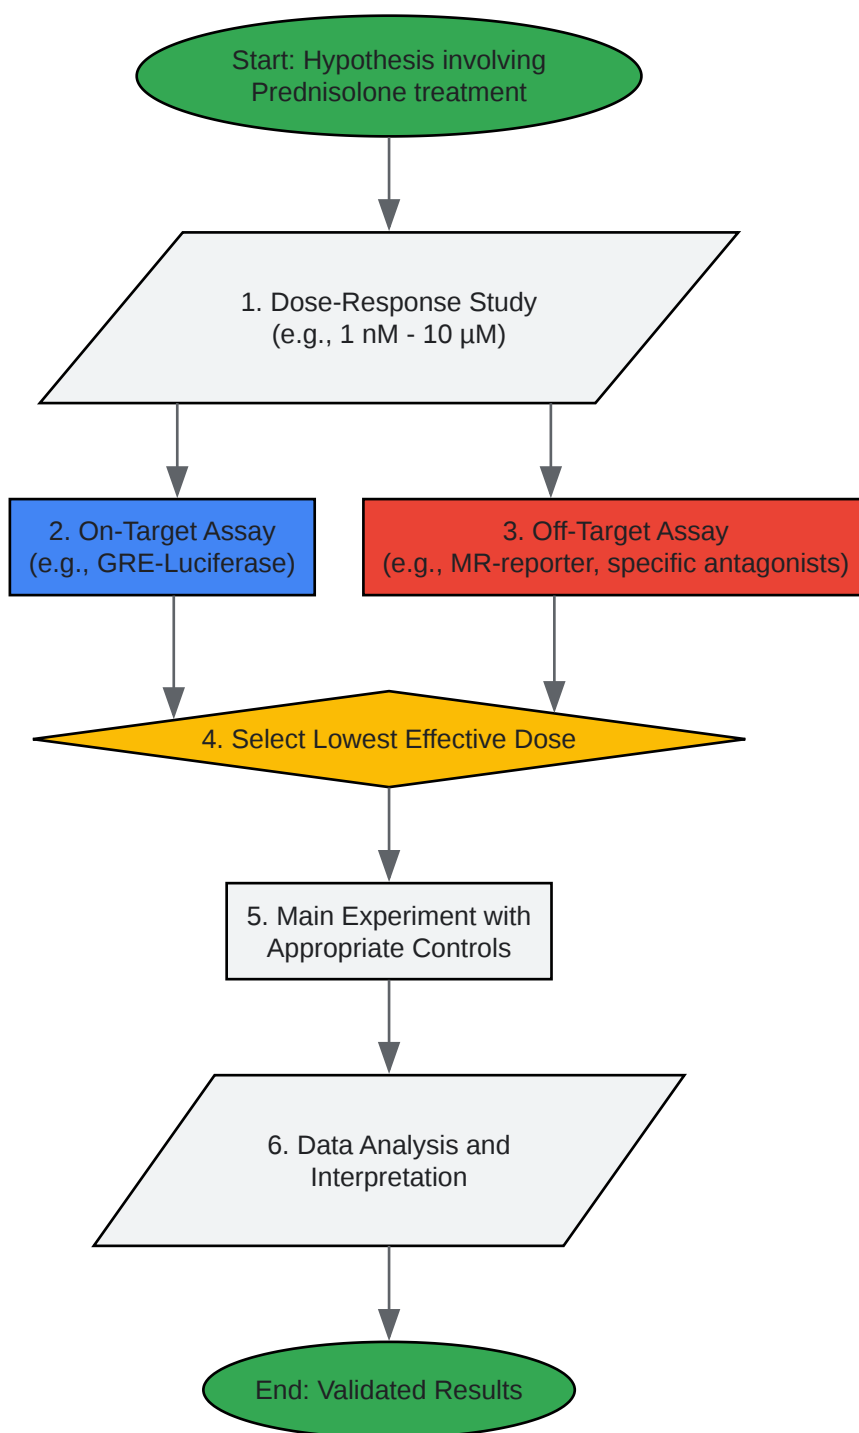 Start: Hypothesis involving
Prednisolone treatment
1. Dose-Response Study
(e.g., 1 nM - 10 µM)
2. On-Target Assay
(e.g., GRE-Luciferase)
3. Off-Target Assay
(e.g., MR-reporter, specific antagonists)
4. Select Lowest Effective Dose
5. Main Experiment with
Appropriate Controls
6. Data Analysis and
Interpretation
End: Validated Results